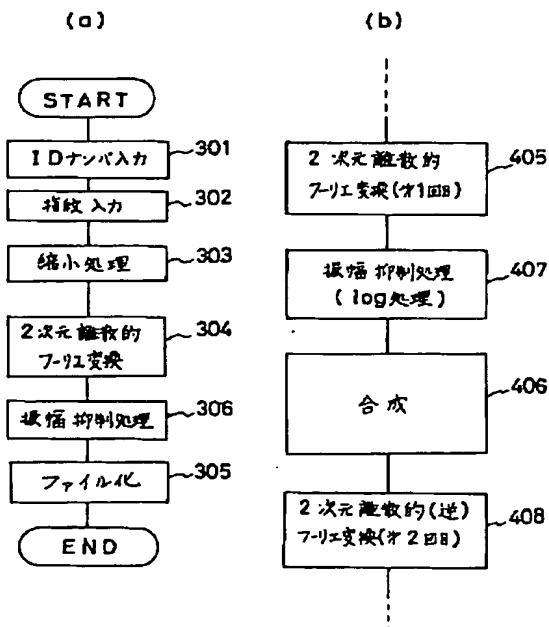 (a)
START
IDナンバ入力
301
指紋入力
302
縮小処理
303
2次元離散的
フーリエ変換
304
振幅抑制処理
306
ファイル化
305
END
(b)
2次元離散的
フーリエ変換(才1回目)
405
振幅抑制処理
(log処理)
407
合成
406
2次元離散的(逆)
フーリエ変換(才2回目)
408